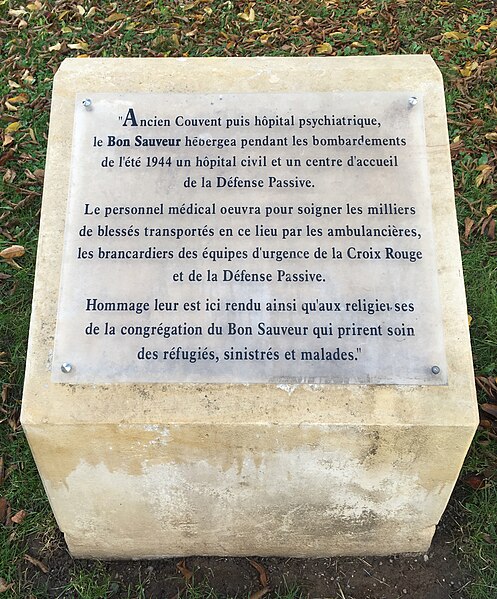 "Ancien Couvent puis hôpital psychiatrique,
le Bon Sauveur hébergea pendant les bombardements
de l'été 1944 un hôpital civil et un centre d'accueil
de la Défense Passive.
Le personnel médical oeuvra pour soigner les milliers
de blessés transportés en ce lieu par les ambulancières,
les brancardiers des équipes d'urgence de la Croix Rouge
et de la Défense Passive.
Hommage leur est ici rendu ainsi qu'aux religieuses
de la congrégation du Bon Sauveur qui prirent soin
des réfugiés, sinistrés et malades."